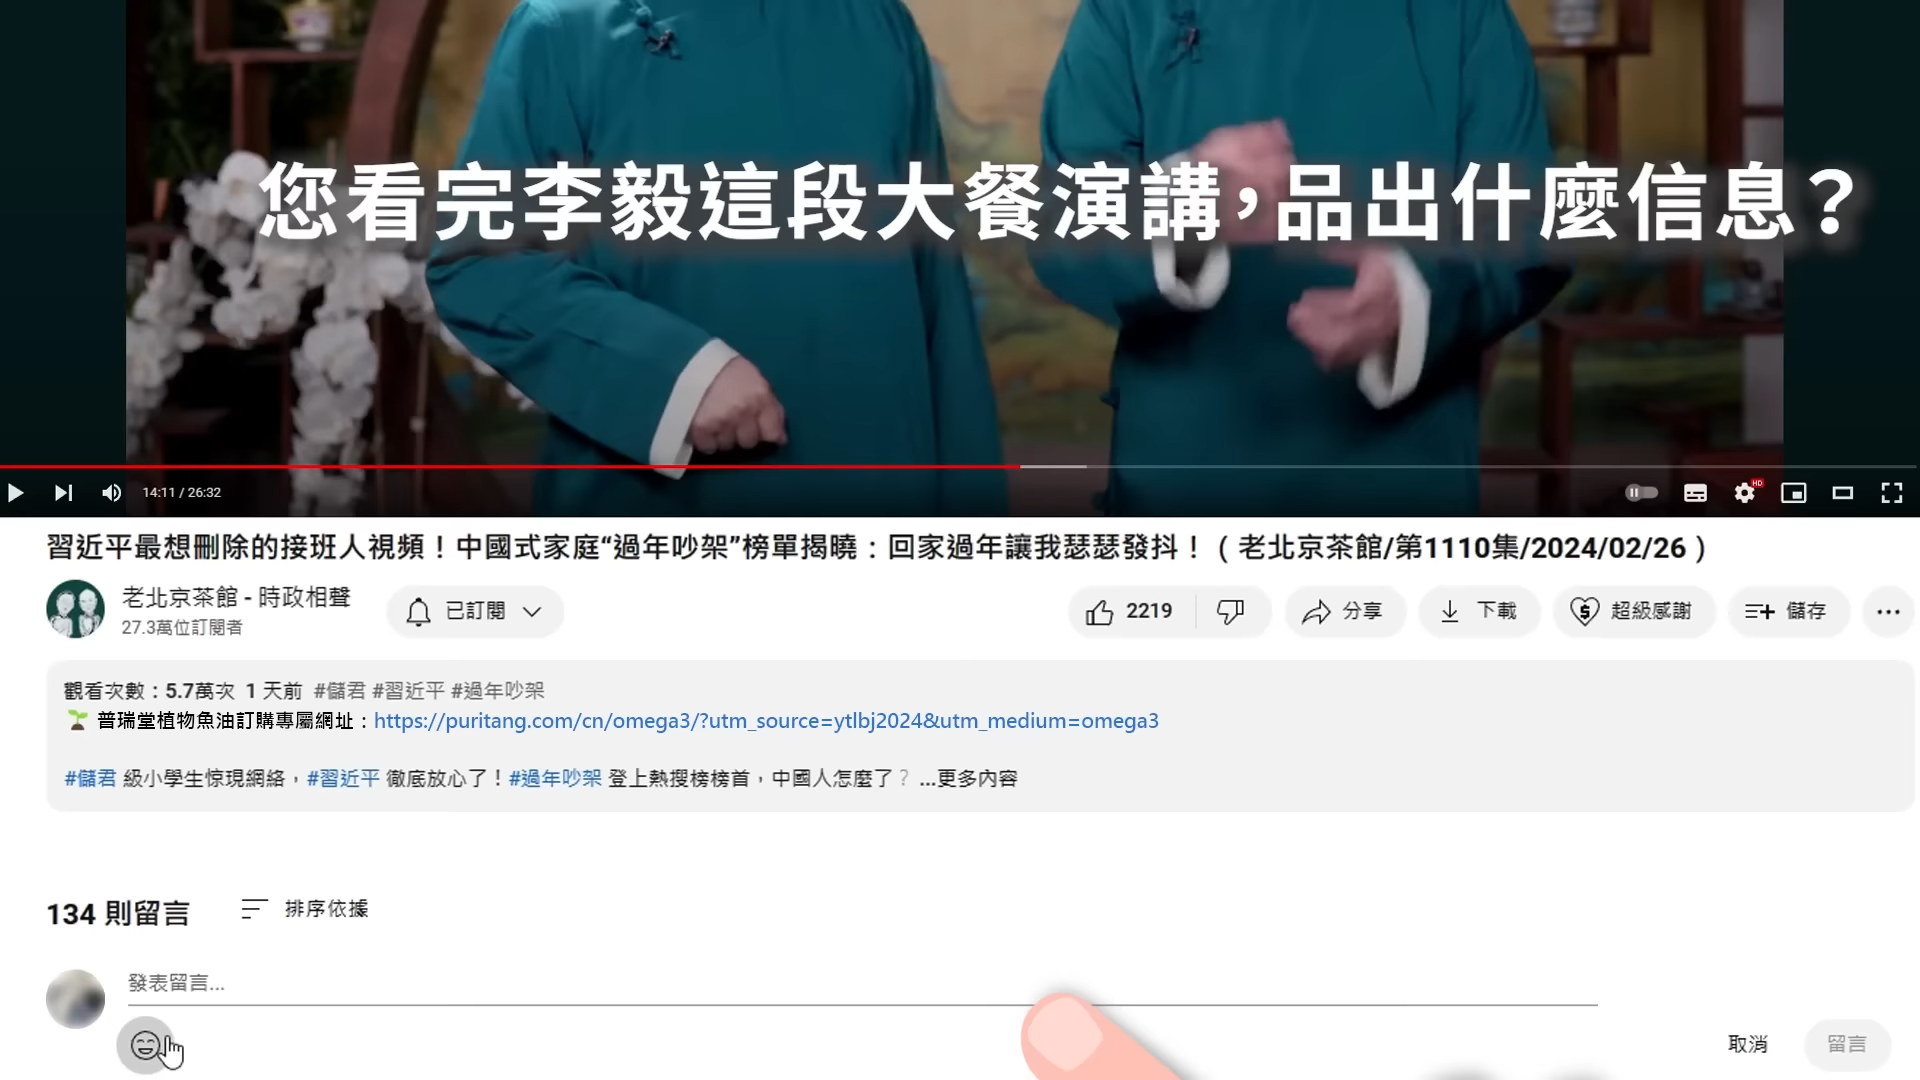 您看完李毅這段大餐演講，品出什麼信息？
14:11 / 26:32
HD
習近平最想刪除的接班人視頻！中國式家庭“過年吵架”榜單揭曉：回家過年讓我瑟瑟發抖！（老北京茶館/第1110集/2024/02/26）
老北京茶館 - 時政相聲
27.3萬位訂閱者
已訂閱
2219
分享
下載
超級感謝
儲存
觀看次數：5.7萬次 1 天前 #儲君 #習近平 #過年吵架
普瑞堂植物魚油訂購專屬網址：https://puritang.com/cn/omega3/?utm_source=ytlbj2024&utm_medium=omega3
#儲君 級小學生惊現網絡，#習近平 徹底放心了！#過年吵架 登上熱搜榜榜首，中國人怎麼了？ ...更多內容
134 則留言
排序依據
發表留言...
取消
留言